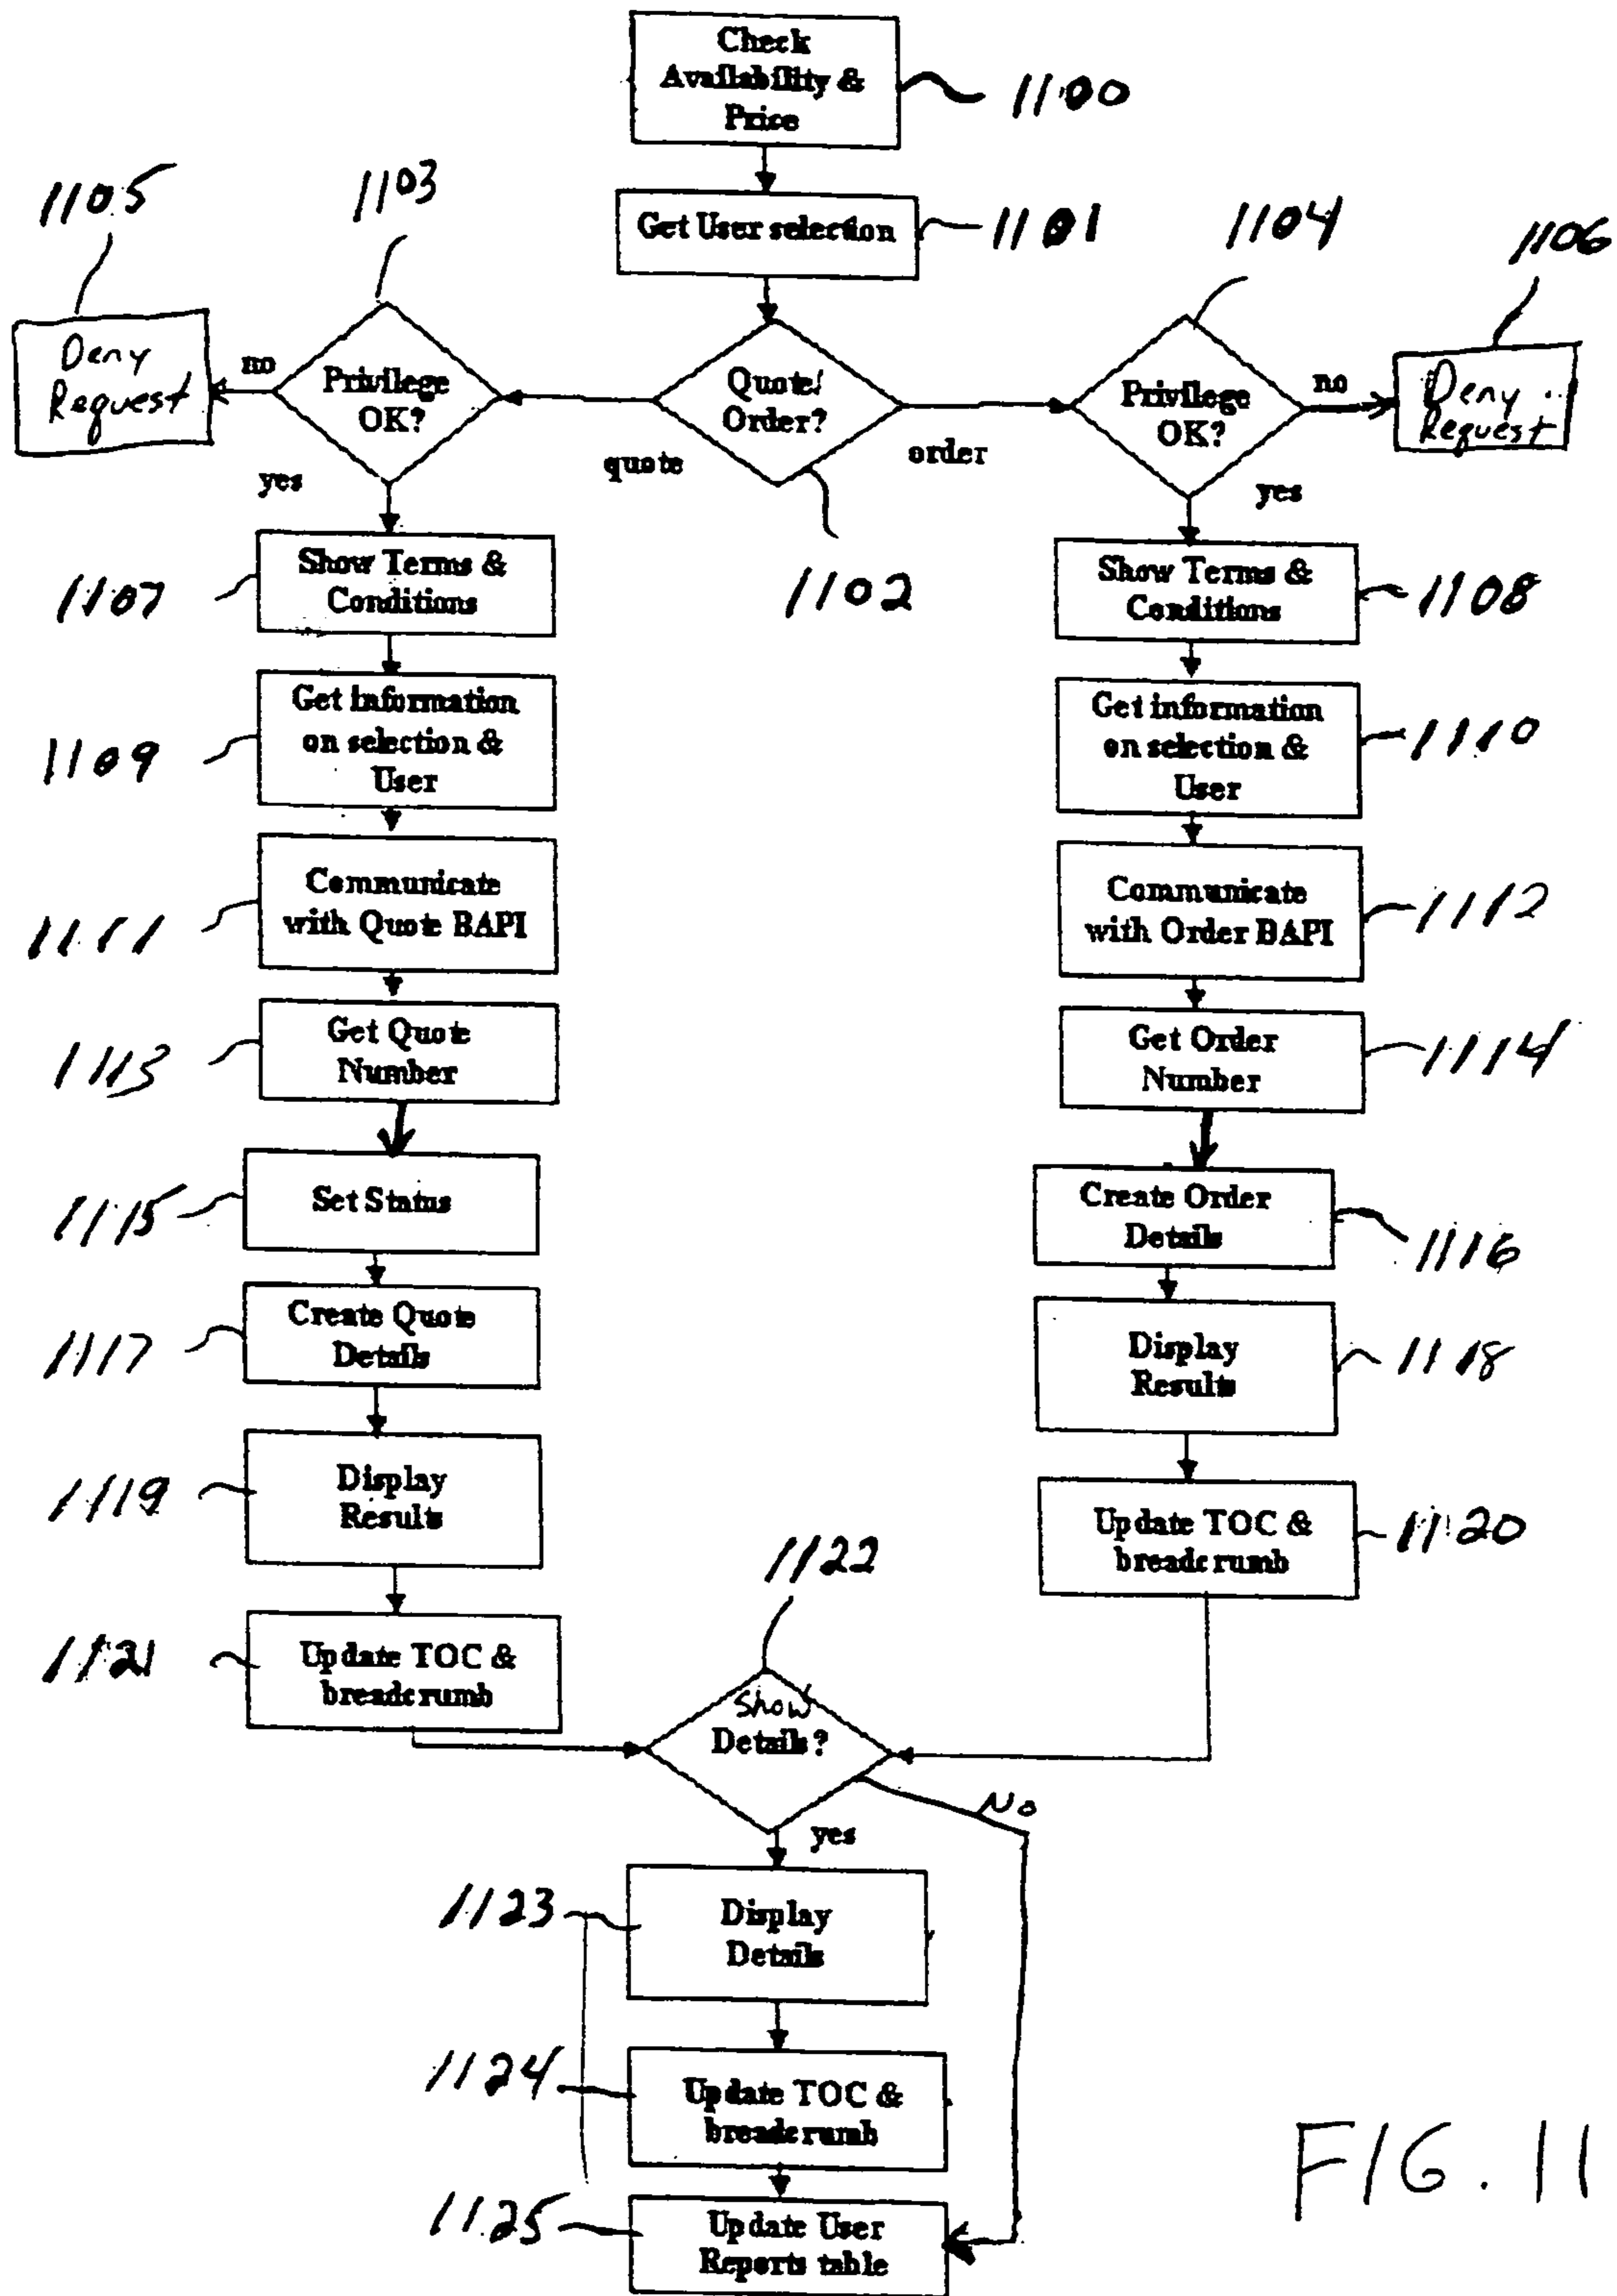 Check
Availability &
Price
1100
Get User selection
1101
1105
1103
1104
1106
Deny
Request
no
Privilege
OK?
Quote/
Order?
Privilege
OK?
no
Deny
Request
yes
quote
order
yes
1102
1107
Show Terms &
Conditions
Show Terms &
Conditions
1108
1109
Get information
on selection &
User
Get information
on selection &
User
1110
1111
Communicate
with Quote BAPI
Communicate
with Order BAPI
1112
1113
Get Quote
Number
Get Order
Number
1114
1115
Set Status
Create Order
Details
1116
1117
Create Quote
Details
Display
Results
1118
1119
Display
Results
Update TOC &
breadcrumb
1120
1121
Update TOC &
breadcrumb
1122
Show
Details?
No
yes
1123
Display
Details
1124
Update TOC &
breadcrumb
1125
Update User
Reports table
FIG. 11